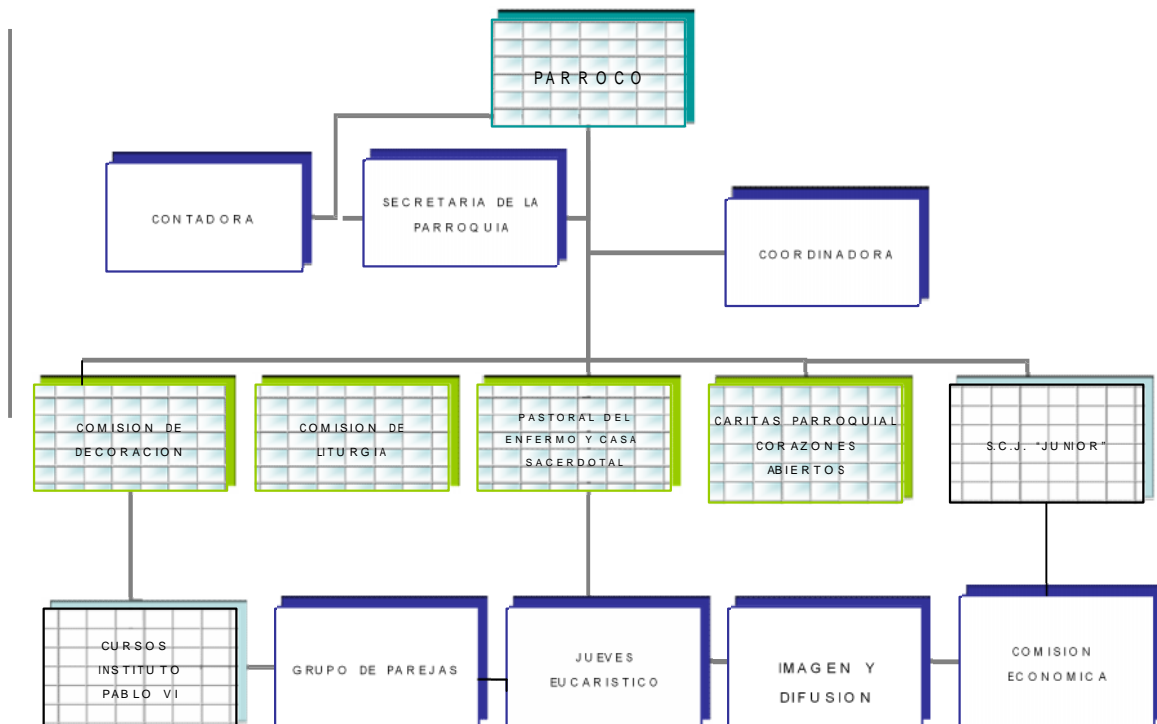 PARROCO
CONTADORA
SECRETARIA DE LA
PARROQUIA
COORDINADORA
COMISION DE
DECORACION
COMISION DE
LITURGIA
PASTORAL DEL
ENFERMO Y CASA
SACERDOTAL
CARITAS PARROQUIAL
CORAZONES
ABIERTOS
S.C.J. "JUNIOR"
CURSOS
INSTITUTO
PABLO VI
GRUPO DE PAREJAS
JUEVES
EUCARISTICO
IMAGEN Y
DIFUSION
COMISION
ECONOMICA